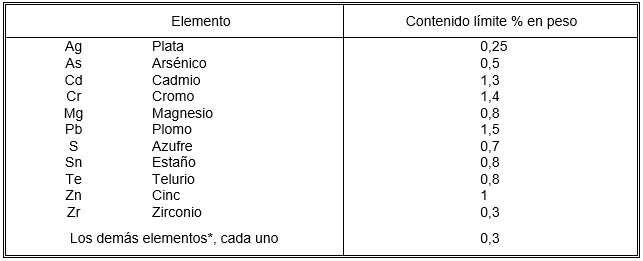 Elemento Contenido límite % en peso
Ag Plata 0,25
As Arsénico 0,5
Cd Cadmio 1,3
Cr Cromo 1,4
Mg Magnesio 0,8
Pb Plomo 1,5
S Azufre 0,7
Sn Estaño 0,8
Te Telurio 0,8
Zn Cinc 1
Zr Zirconio 0,3
Los demás elementos*, cada uno 0,3